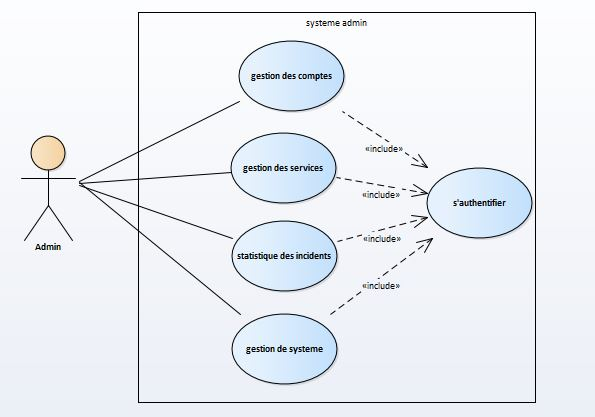 systeme admin
gestion des comptes
«include»
gestion des services
«include»
s'authentifier
Admin
statistique des incidents
«include»
«include»
gestion de systeme